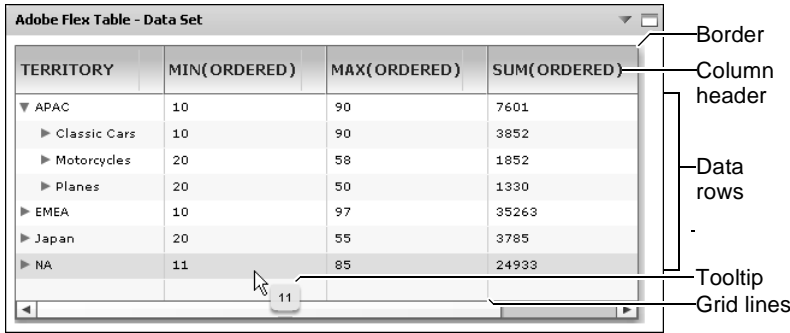 Adobe Flex Table - Data Set
TERRITORY MIN(ORDERED) MAX(ORDERED) SUM(ORDERED)
APAC 10 90 7601
Classic Cars 10 90 3852
Motorcycles 20 58 1852
Planes 20 50 1330
EMEA 10 97 35263
Japan 20 55 3785
NA 11 85 24933
11
Border
Column
header
Data
rows
-
Tooltip
Grid lines